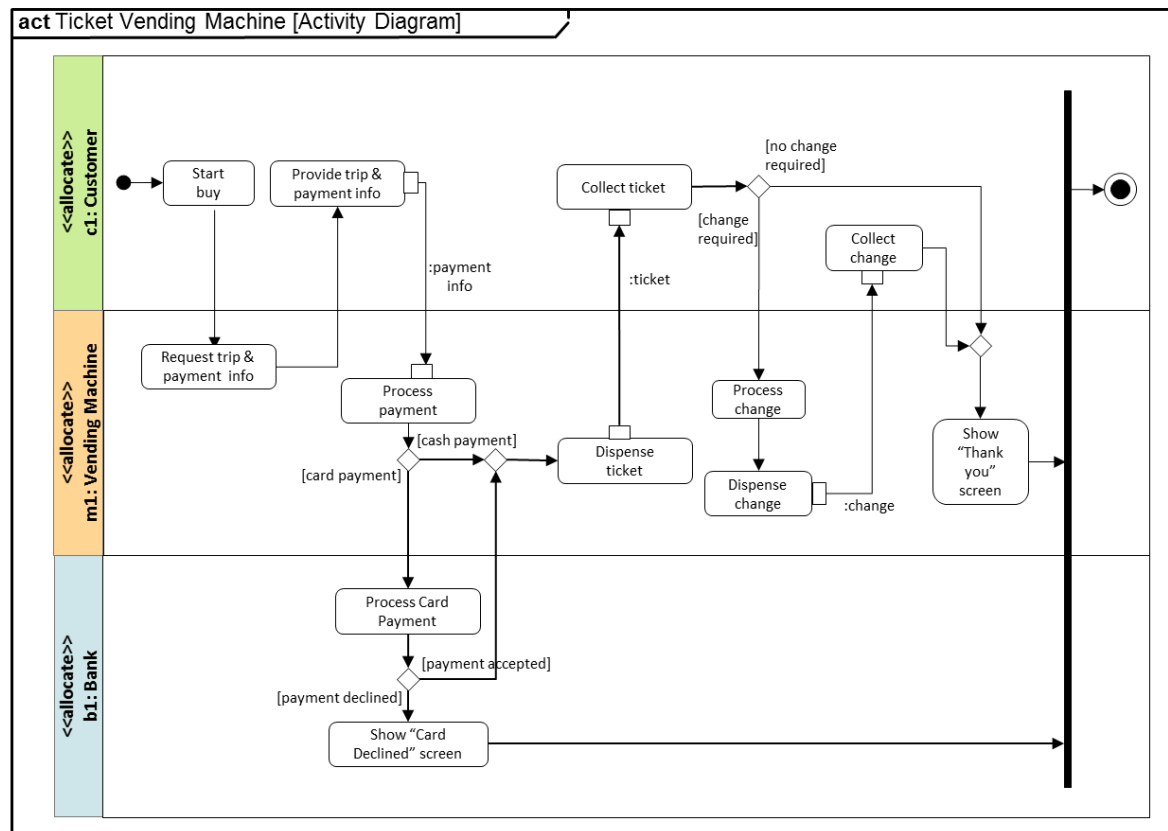 act Ticket Vending Machine [Activity Diagram]
<<allocate>>
c1: Customer
Start
buy
Provide trip &
payment info
:payment
info
Collect ticket
:ticket
[no change
required]
[change
required]
Collect
change
<<allocate>>
m1: Vending Machine
Request trip &
payment info
Process
payment
[cash payment]
[card payment]
Dispense
ticket
Process
change
Dispense
change
:change
Show
“Thank
you”
screen
<<allocate>>
b1: Bank
Process Card
Payment
[payment accepted]
[payment declined]
Show “Card
Declined” screen